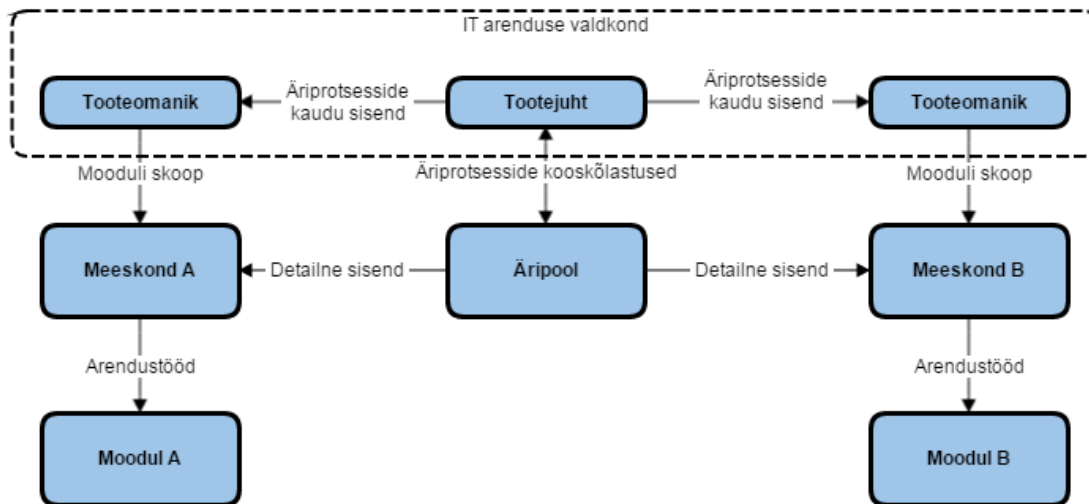 IT arenduse valdkond
Tooteomanik
Äriprotsesside
kaudu sisend
Tootejuht
Äriprotsesside
kaudu sisend
Tooteomanik
Mooduli skoop
Äriprotsesside kooskõlastused
Mooduli skoop
Meeskond A
Detailne sisend
Äripool
Detailne sisend
Meeskond B
Arendustööd
Arendustööd
Moodul A
Moodul B